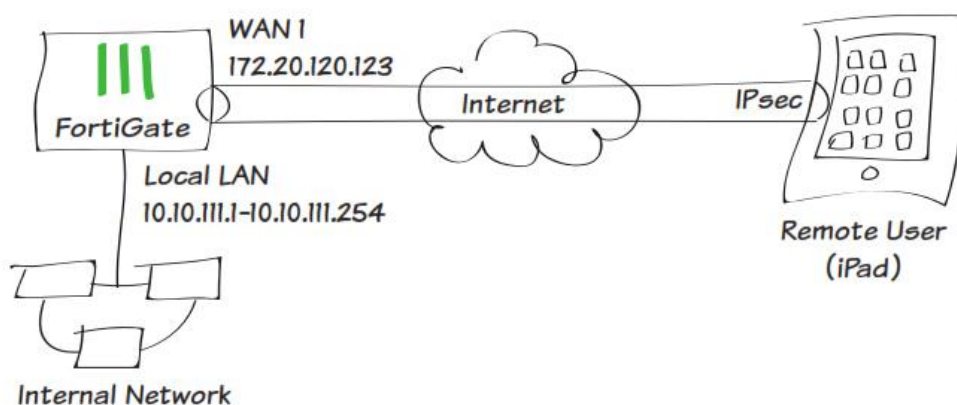 WAN 1
172.20.120.123
FortiGate
Internet
IPsec
Local LAN
10.10.111.1-10.10.111.254
Remote User
(iPad)
Internal Network